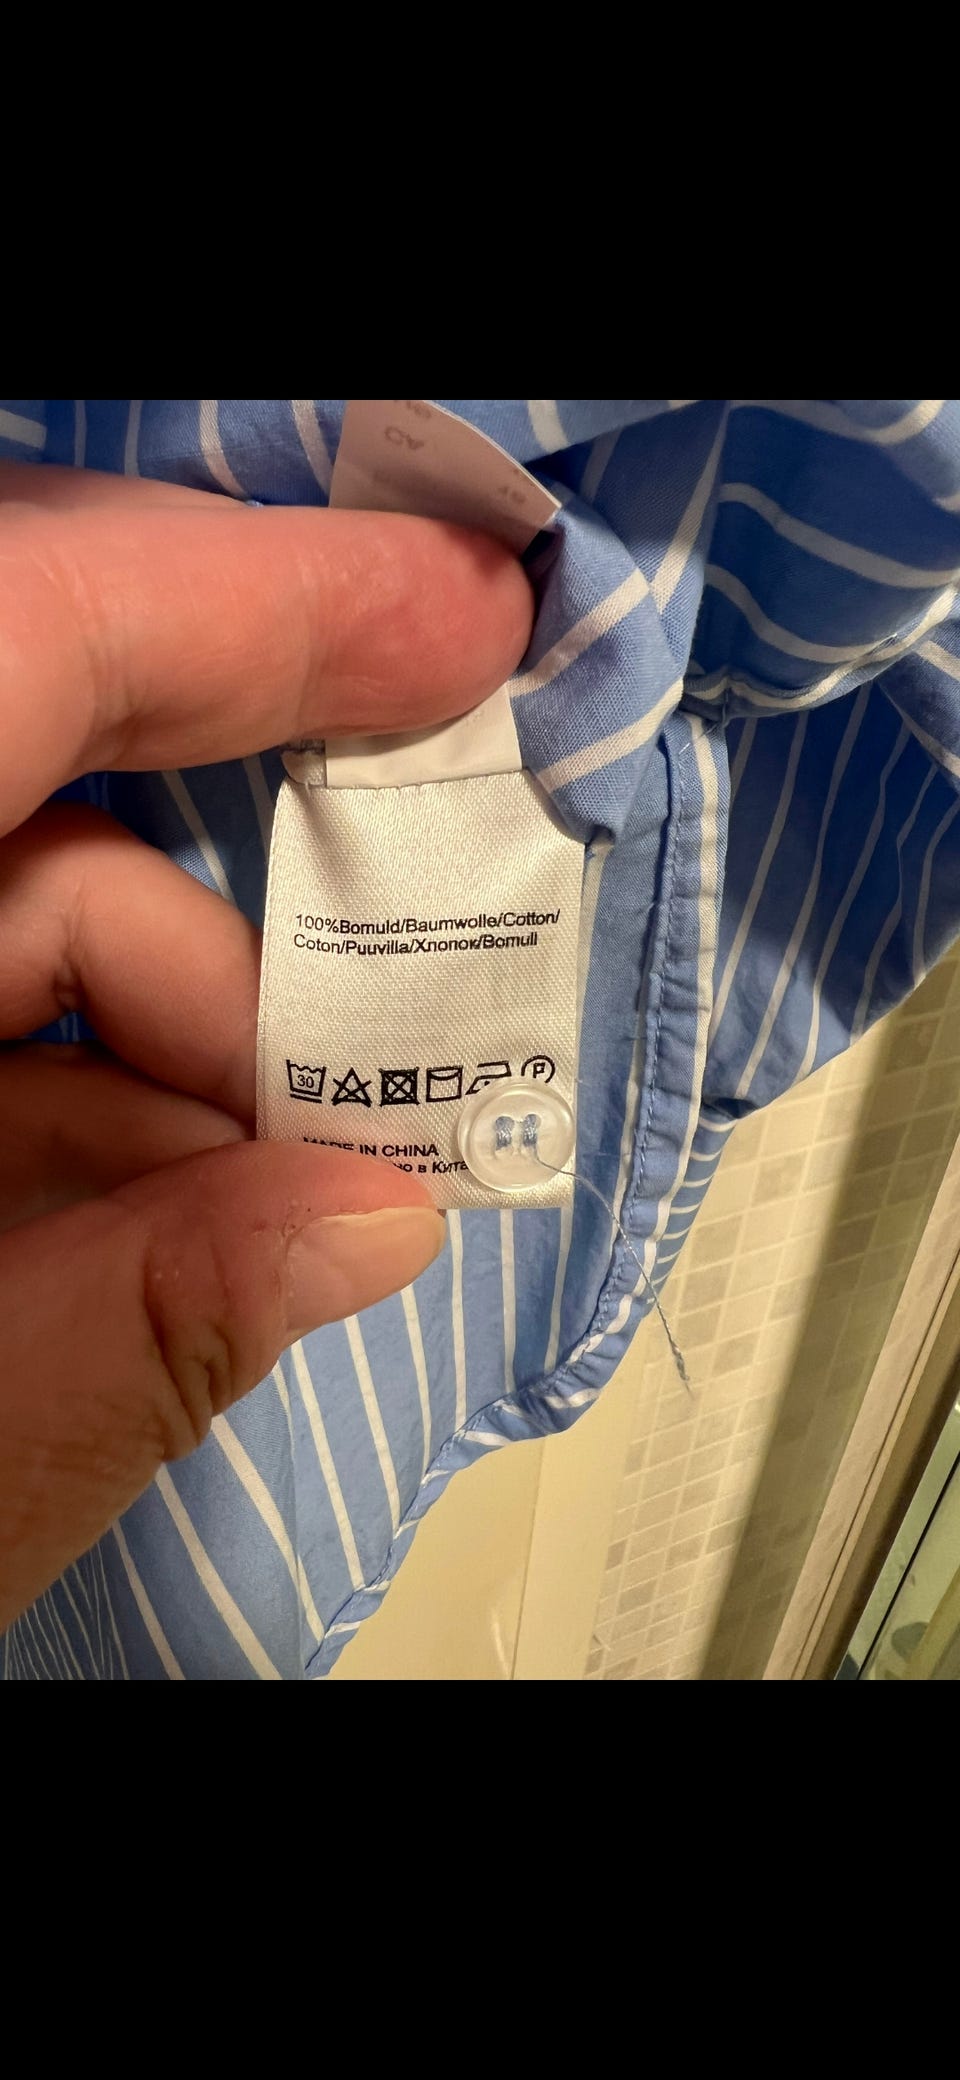 100%Bomuld/Baumwolle/Cotton/
Coton/Puuvilla/Хлопок/Bomull
30
P
MADE IN CHINA
в